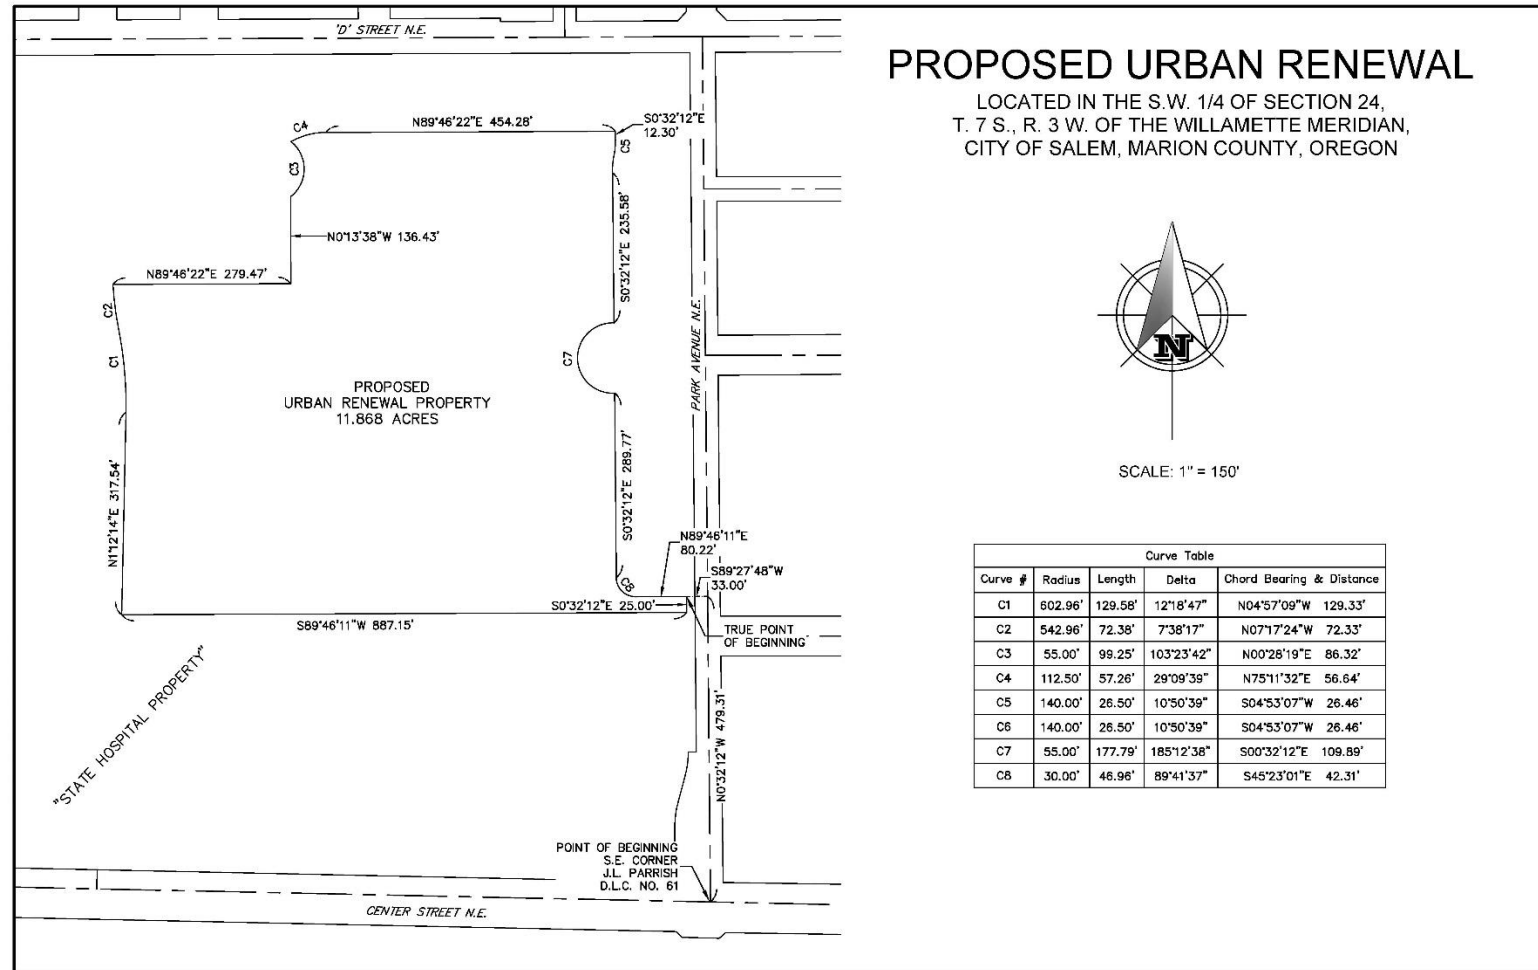 'D' STREET N.E.
PROPOSED URBAN RENEWAL
LOCATED IN THE S.W. 1/4 OF SECTION 24,
T. 7 S., R. 3 W. OF THE WILLAMETTE MERIDIAN,
CITY OF SALEM, MARION COUNTY, OREGON
C4
N89°46'22"E 454.28'
S0°32'12"E
12.30'
C5
C3
S0°32'12"E 235.58'
N0°13'38"W 136.43'
N89°46'22"E 279.47'
C2
C1
C7
PARK AVENUE N.E.
PROPOSED
URBAN RENEWAL PROPERTY
11.868 ACRES
N
SCALE: 1" = 150'
N1°12'14"E 317.54'
S0°32'12"E 289.77'
N89°46'11"E
80.22'
S89°27'48"W
33.00'
C8
S0°32'12"E 25.00'
S89°46'11"W 887.15'
TRUE POINT
OF BEGINNING
"STATE HOSPITAL PROPERTY"
N0°32'12"W 479.31'
POINT OF BEGINNING
S.E. CORNER
J.L. PARRISH
D.L.C. NO. 61
CENTER STREET N.E.
Curve Table
Curve # Radius Length Delta Chord Bearing & Distance
C1 602.96' 129.58' 12°18'47" N04°57'09"W 129.33'
C2 542.96' 72.38' 7°38'17" N07°17'24"W 72.33'
C3 55.00' 99.25' 103°23'42" N00°28'19"E 86.32'
C4 112.50' 57.26' 29°09'39" N75°11'32"E 56.64'
C5 140.00' 26.50' 10°50'39" S04°53'07"W 26.46'
C6 140.00' 26.50' 10°50'39" S04°53'07"W 26.46'
C7 55.00' 177.79' 185°12'38" S00°32'12"E 109.89'
C8 30.00' 46.96' 89°41'37" S45°23'01"E 42.31'